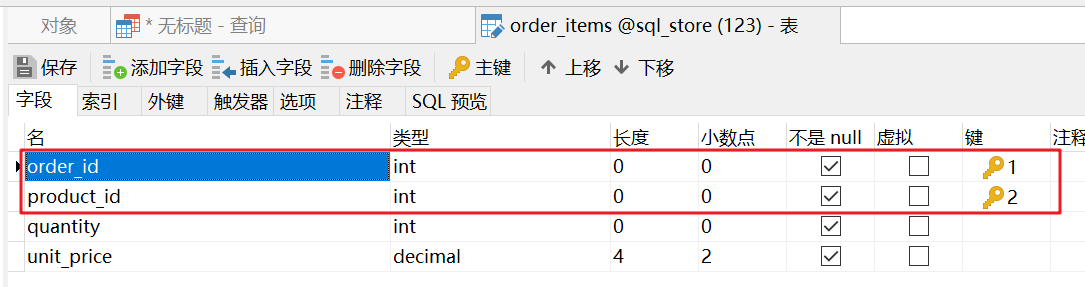 对象 * 无标题 - 查询 order_items @sql_store (123) - 表
保存 添加字段 插入字段 删除字段 主键 上移 下移
字段 索引 外键 触发器 选项 注释 SQL 预览
名 类型 长度 小数点 不是 null 虚拟 键 注释
order_id int 0 0 1
product_id int 0 0 2
quantity int 0 0
unit_price decimal 4 2